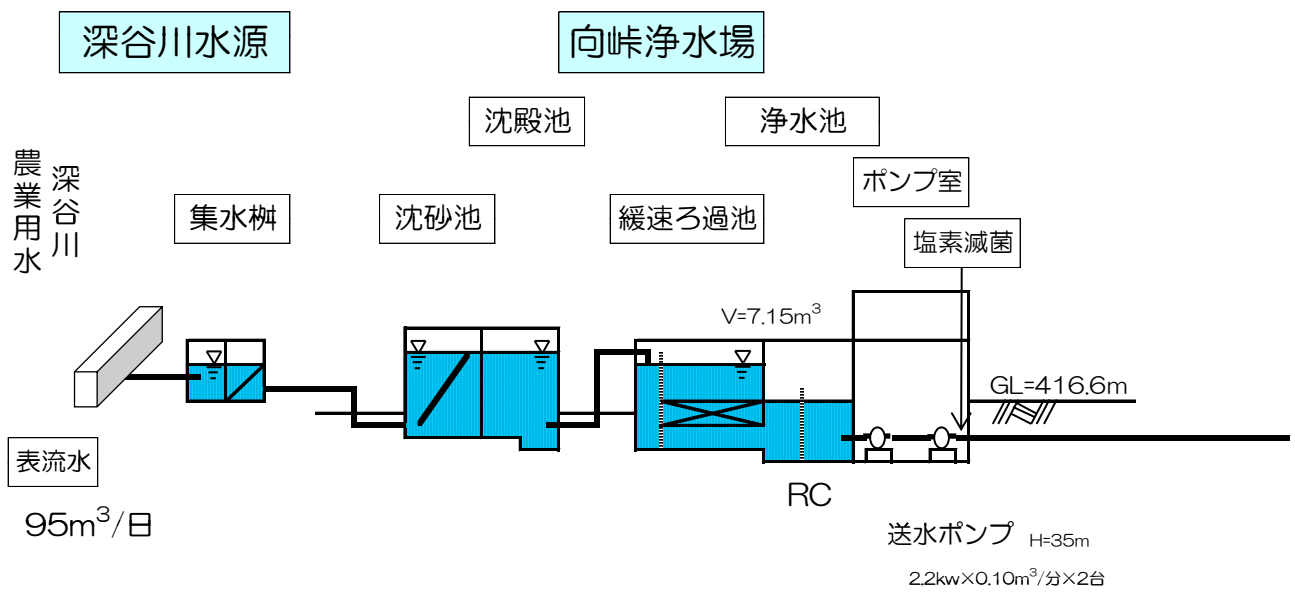 深谷川水源
向峠浄水場
沈殿池
浄水池
深谷川
農業用水
ポンプ室
集水桝
沈砂池
緩速ろ過池
塩素滅菌
V=7.15m³
GL=416.6m
表流水
95m³/日
RC
送水ポンプ H=35m
2.2kw×0.10m³/分×2台